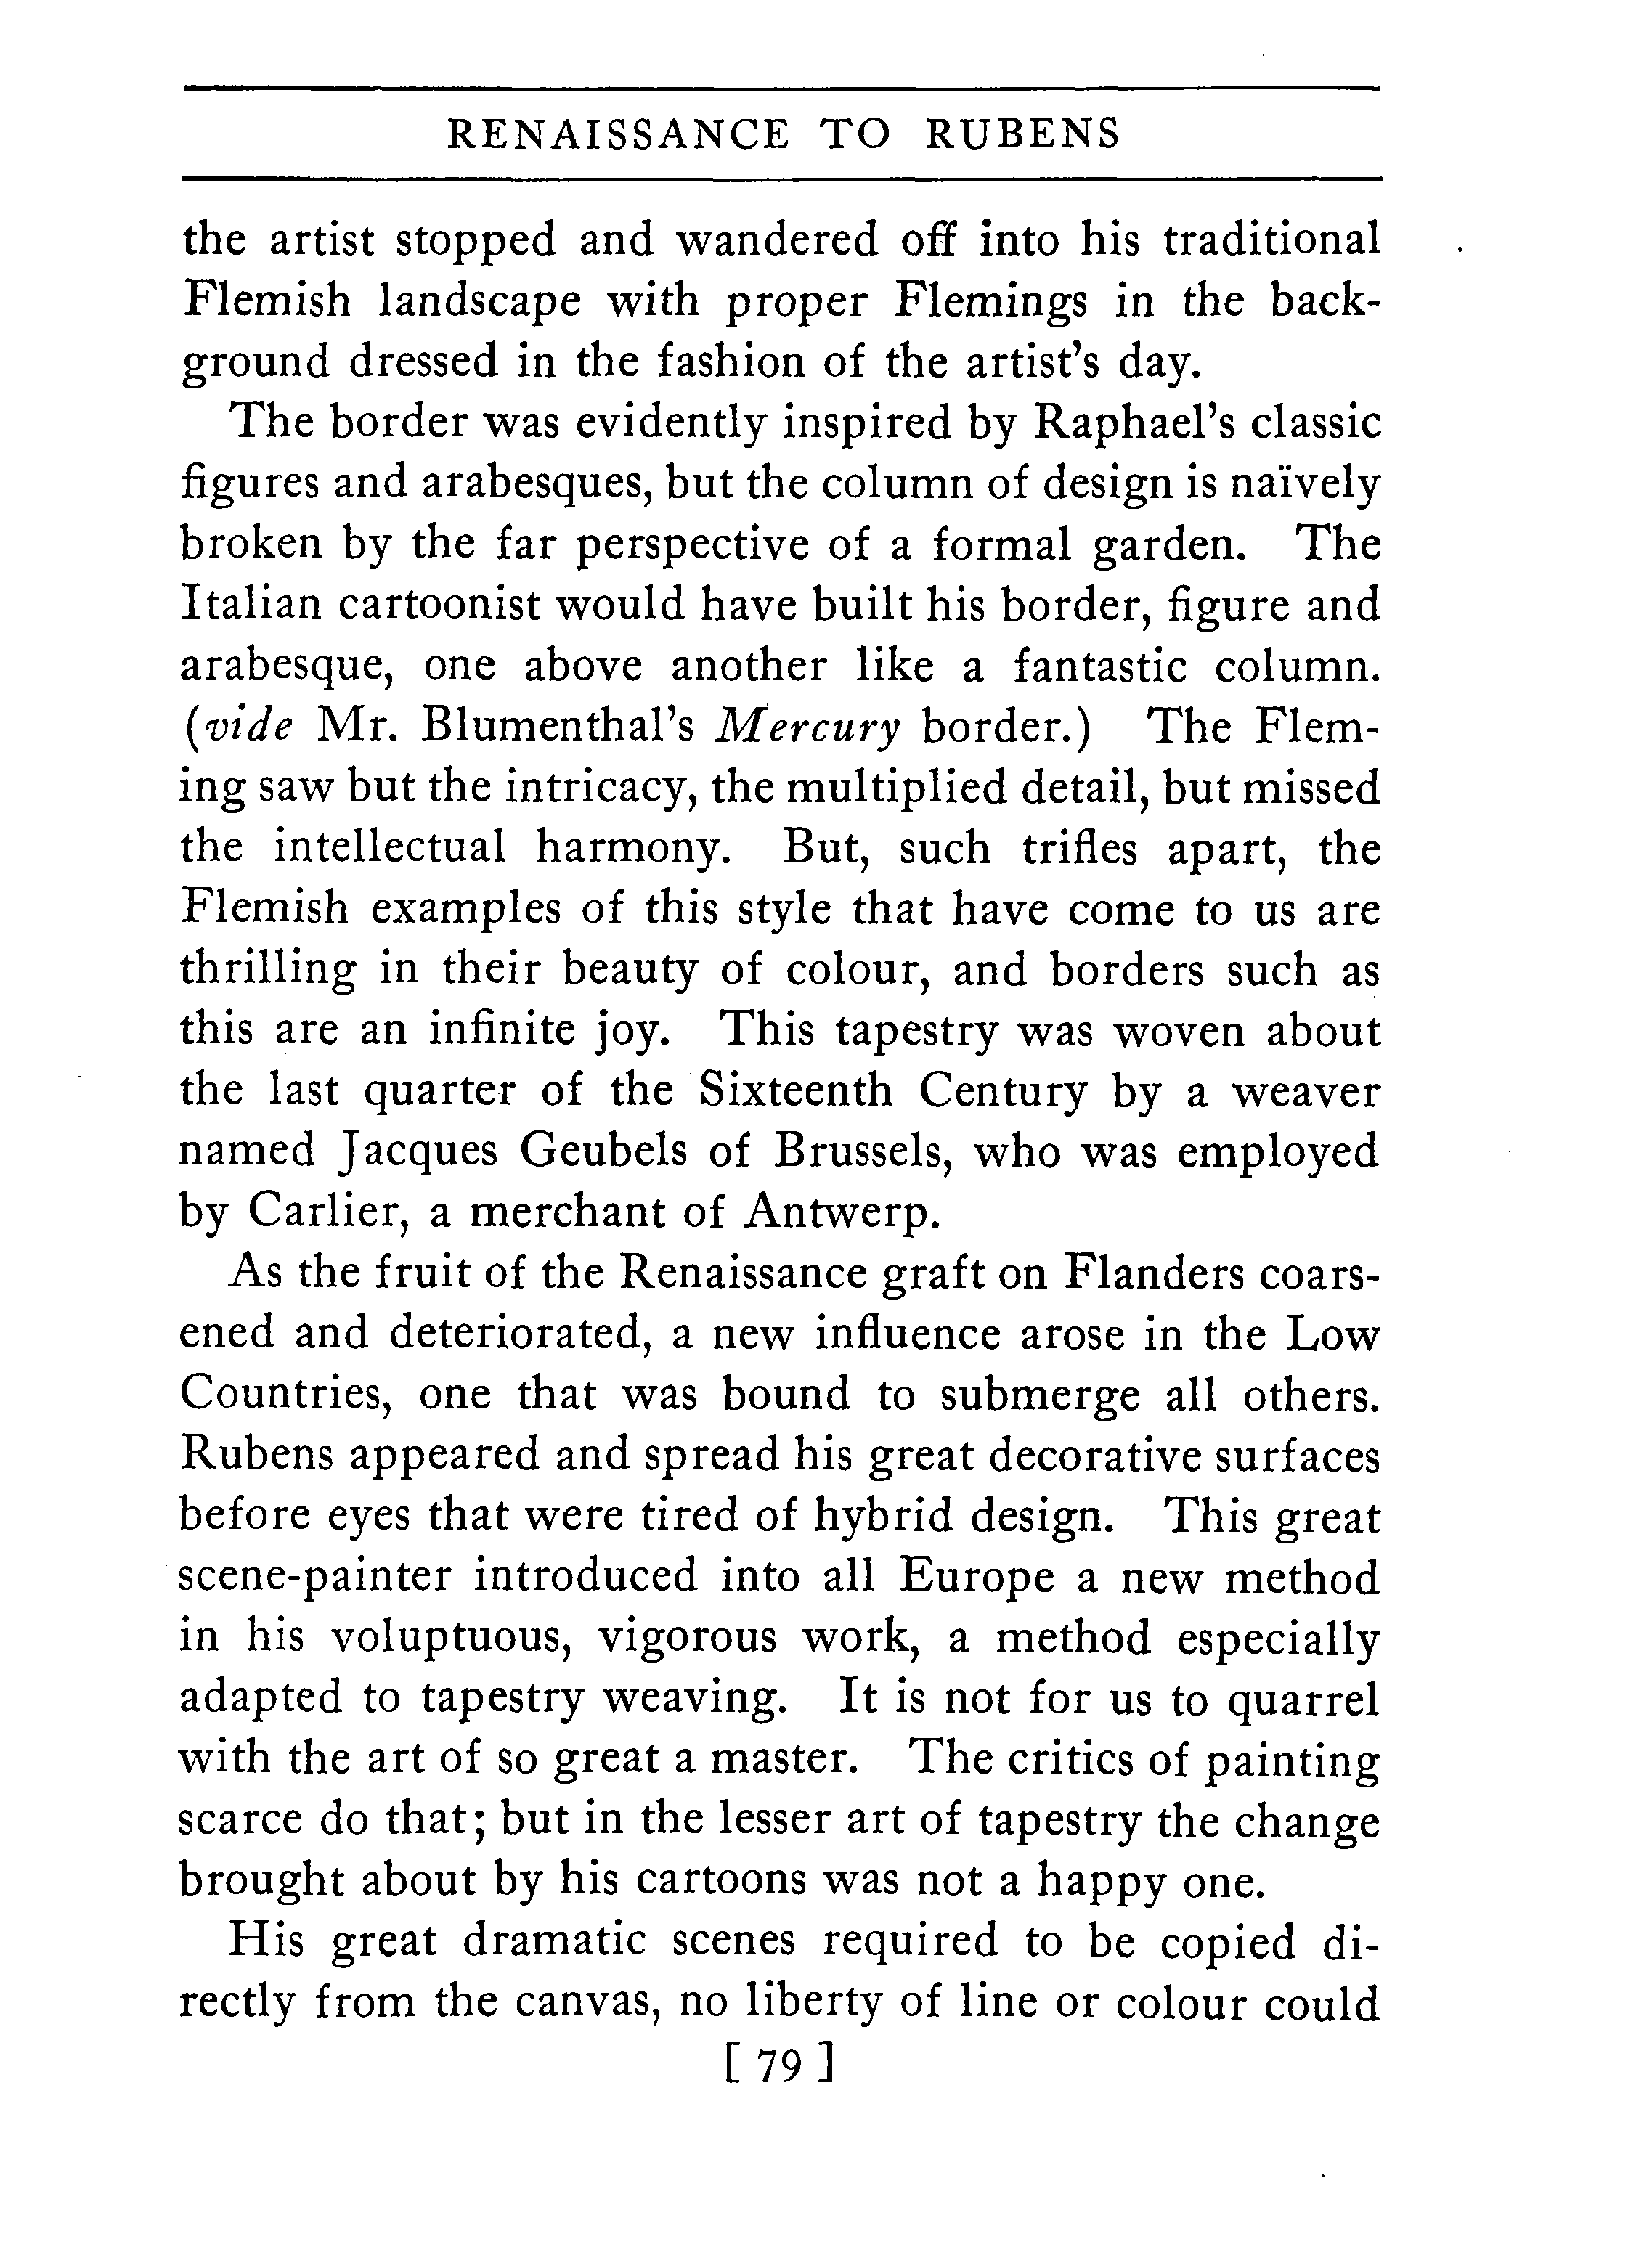 RENAISSANCE TO RUBENS
the artist stopped and wandered off into his traditional
Flemish landscape with proper Flemings in the back-
ground dressed in the fashion of the artist's day.
The border was evidently inspired by Raphael's classic
figures and arabesques, but the column of design is naïvely
broken by the far perspective of a formal garden. The
Italian cartoonist would have built his border, figure and
arabesque, one above another like a fantastic column.
(vide Mr. Blumenthal's Mercury border.) The Flem-
ing saw but the intricacy, the multiplied detail, but missed
the intellectual harmony. But, such trifles apart, the
Flemish examples of this style that have come to us are
thrilling in their beauty of colour, and borders such as
this are an infinite joy. This tapestry was woven about
the last quarter of the Sixteenth Century by a weaver
named Jacques Geubels of Brussels, who was employed
by Carlier, a merchant of Antwerp.
As the fruit of the Renaissance graft on Flanders coars-
ened and deteriorated, a new influence arose in the Low
Countries, one that was bound to submerge all others.
Rubens appeared and spread his great decorative surfaces
before eyes that were tired of hybrid design. This great
scene-painter introduced into all Europe a new method
in his voluptuous, vigorous work, a method especially
adapted to tapestry weaving. It is not for us to quarrel
with the art of so great a master. The critics of painting
scarce do that; but in the lesser art of tapestry the change
brought about by his cartoons was not a happy one.
His great dramatic scenes required to be copied di-
rectly from the canvas, no liberty of line or colour could
[ 79 ]